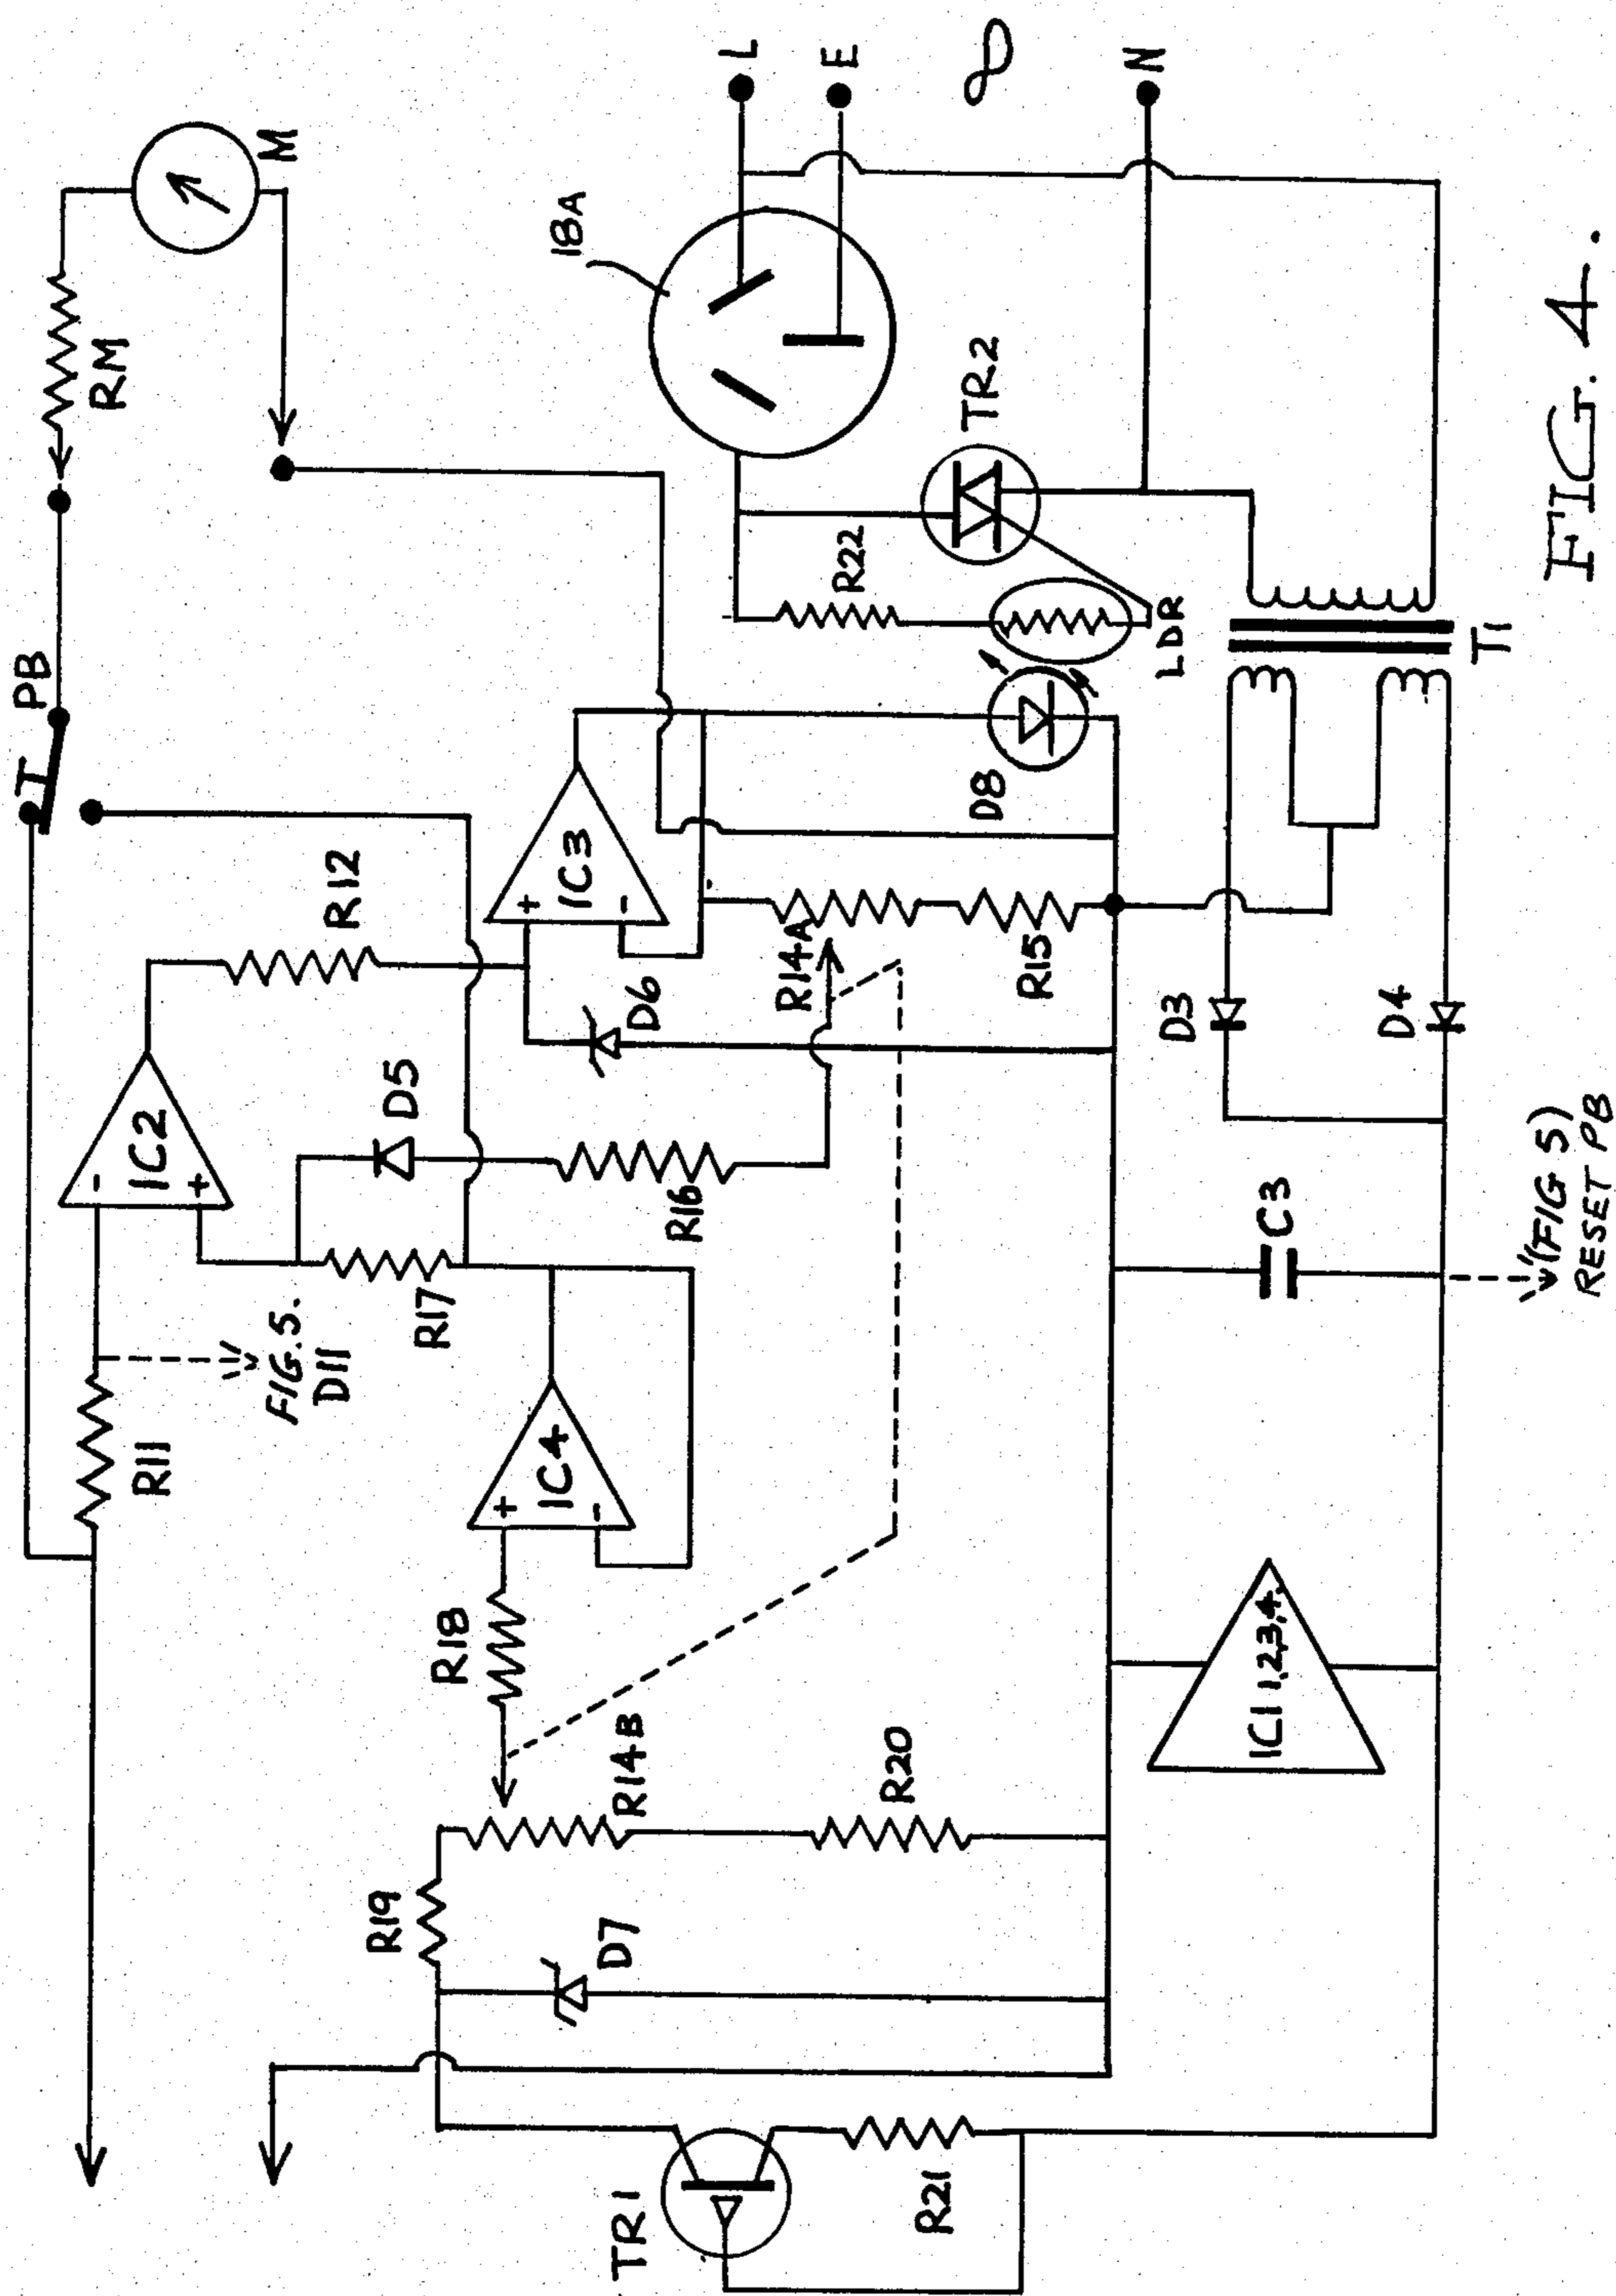 T
PB
RM
M
R11
FIG. 5.
D11
IC2
-
+
R12
R17
D5
R16
R18
IC4
+
-
IC3
+
-
D6
R14A
R15
D8
R22
LDR
TR2
18A
L
E
8
N
R19
R14B
R20
D7
TR1
R21
IC1 1,2,3,4.
C3
D3
D4
T1
(FIG 5)
RESET PB
FIG. 4.